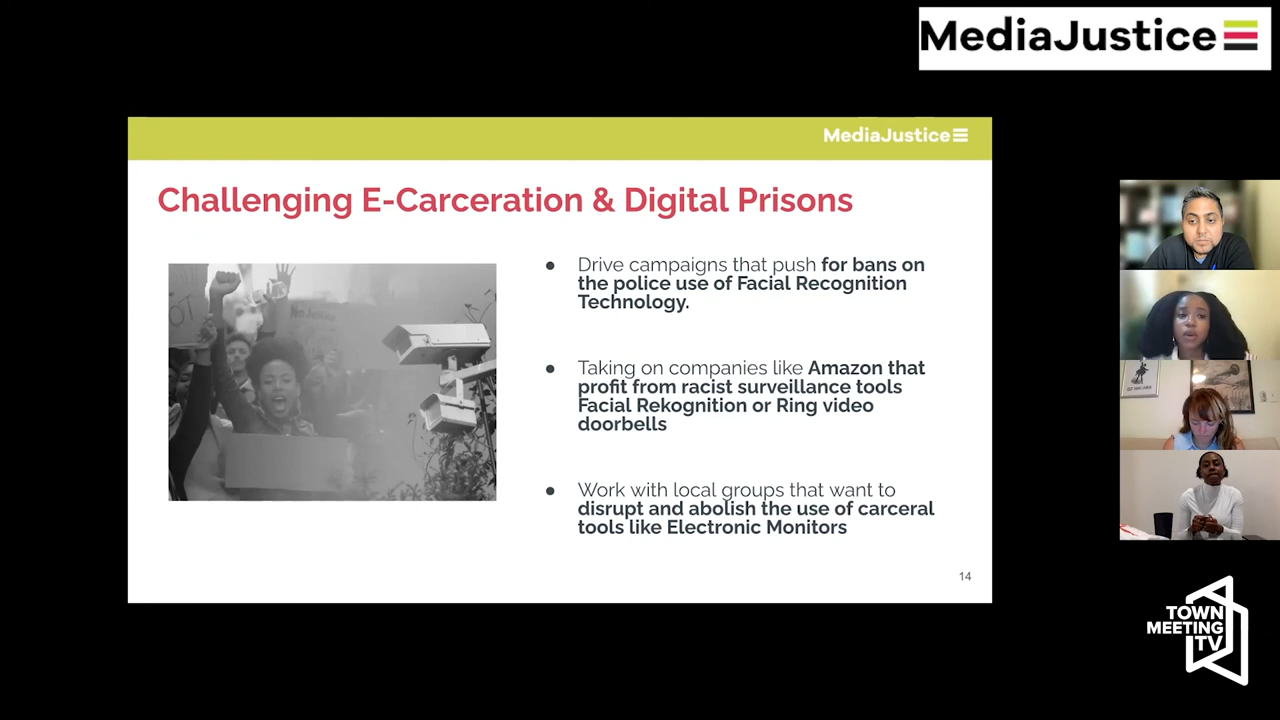 MediaJustice
MediaJustice
Challenging E-Carceration & Digital Prisons
● Drive campaigns that push for bans on
the police use of Facial Recognition
Technology.
● Taking on companies like Amazon that
profit from racist surveillance tools
Facial Rekognition or Ring video
doorbells
● Work with local groups that want to
disrupt and abolish the use of carceral
tools like Electronic Monitors
No Justice
14
TOWN
MEETING
TV